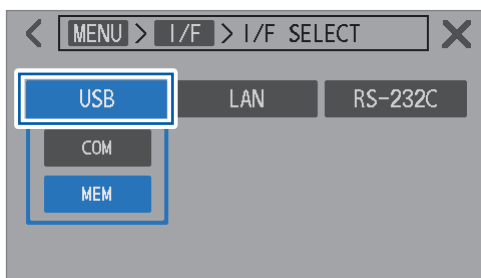 MENU > I/F > I/F SELECT
USB LAN RS-232C
COM
MEM